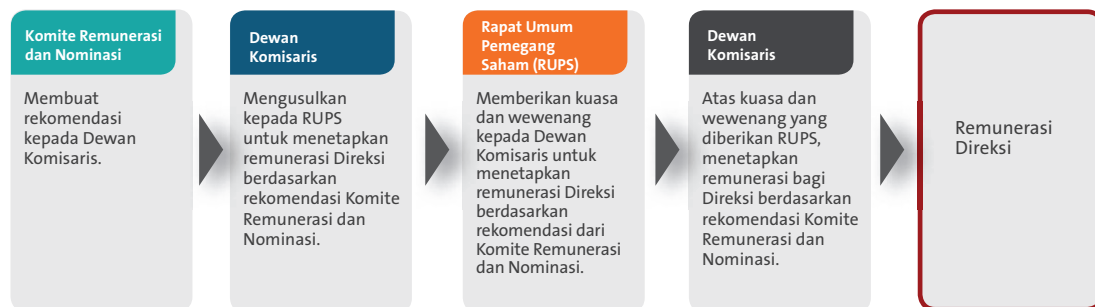 Komite Remunerasi
dan Nominasi
Membuat
rekomendasi
kepada Dewan
Komisaris.
Dewan
Komisaris
Mengusulkan
kepada RUPS
untuk menetapkan
remunerasi Direksi
berdasarkan
rekomendasi Komite
Remunerasi dan
Nominasi.
Rapat Umum
Pemegang
Saham (RUPS)
Memberikan kuasa
dan wewenang
kepada Dewan
Komisaris untuk
menetapkan
remunerasi Direksi
berdasarkan
rekomendasi dari
Komite Remunerasi
dan Nominasi.
Dewan
Komisaris
Atas kuasa dan
wewenang yang
diberikan RUPS,
menetapkan
remunerasi bagi
Direksi berdasarkan
rekomendasi Komite
Remunerasi dan
Nominasi.
Remunerasi
Direksi